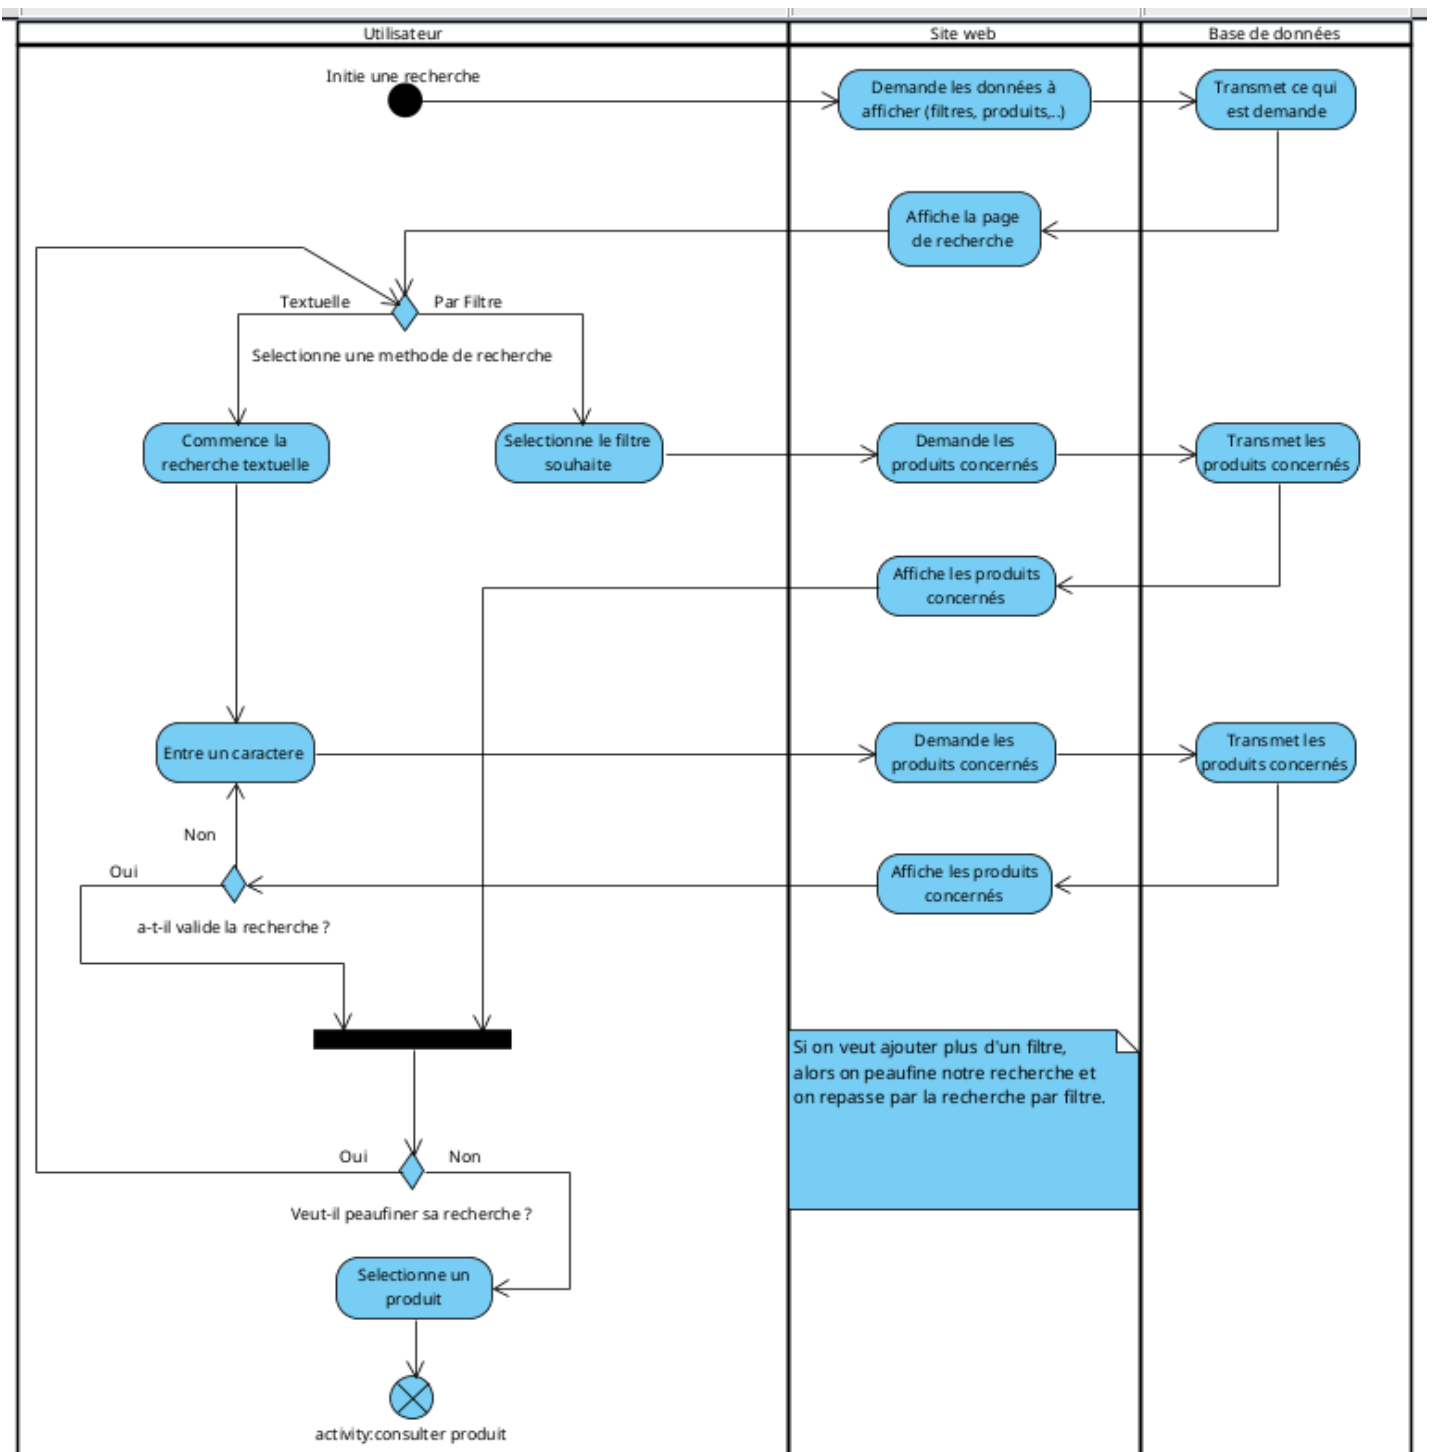 Utilisateur
Site web
Base de données
Initie une recherche
Demande les données à
afficher (filtres, produits,..)
Transmet ce qui
est demande
Affiche la page
de recherche
Textuelle
Par Filtre
Selectionne une methode de recherche
Commence la
recherche textuelle
Selectionne le filtre
souhaite
Demande les
produits concernés
Transmet les
produits concernés
Affiche les produits
concernés
Entre un caractere
Demande les
produits concernés
Transmet les
produits concernés
Non
Oui
Affiche les produits
concernés
a-t-il valide la recherche ?
Si on veut ajouter plus d'un filtre,
alors on peaufine notre recherche et
on repasse par la recherche par filtre.
Oui
Non
Veut-il peaufiner sa recherche ?
Selectionne un
produit
activity:consulter produit